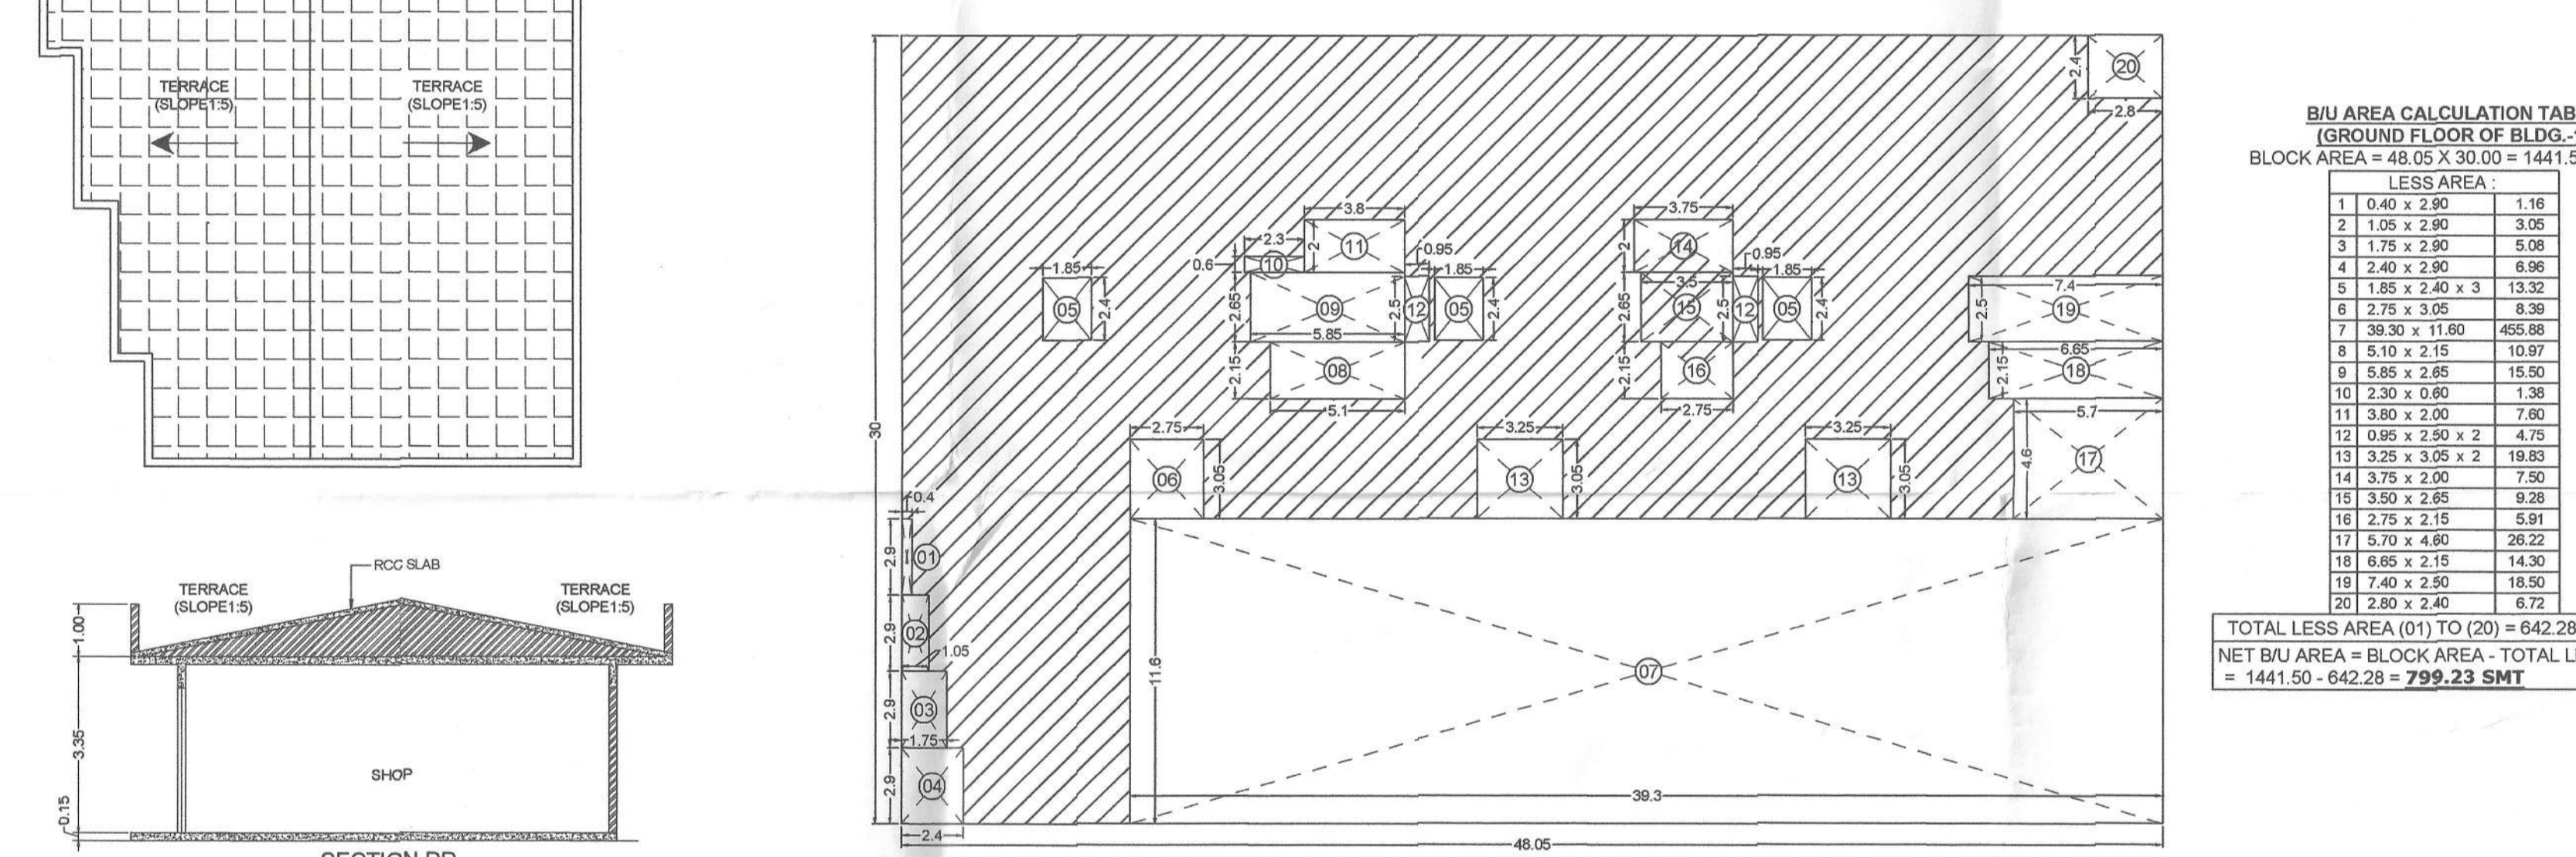 TERRACE
(SLOPE1:5)
TERRACE
(SLOPE1:5)
RCC SLAB
TERRACE
(SLOPE1:5)
TERRACE
(SLOPE1:5)
1.00
3.35
0.15
SHOP
30
20
2.4
2.8
3.8
2
11
2.3
0.6
10
0.95
1.85
05
2.4
2.65
09
5.85
2.5
12
1.85
05
2.4
2.15
08
5.1
3.75
2
14
0.95
3.5
2.65
15
2.5
12
1.85
05
2.4
2.15
16
2.75
7.4
2.5
19
6.65
2.15
18
5.7
4.6
17
2.75
06
3.05
3.25
13
3.05
3.25
13
3.05
0.4
2.9
01
2.9
02
1.05
2.9
03
1.75
2.9
04
2.4
11.6
07
39.3
48.05
B/U AREA CALCULATION
(GROUND FLOOR OF BLDG.-
BLOCK AREA = 48.05 X 30.00 = 1441.5
LESS AREA :
1 0.40 x 2.90 1.16
2 1.05 x 2.90 3.05
3 1.75 x 2.90 5.08
4 2.40 x 2.90 6.96
5 1.85 x 2.40 x 3 13.32
6 2.75 x 3.05 8.39
7 39.30 x 11.60 455.88
8 5.10 x 2.15 10.97
9 5.85 x 2.65 15.50
10 2.30 x 0.60 1.38
11 3.80 x 2.00 7.60
12 0.95 x 2.50 x 2 4.75
13 3.25 x 3.05 x 2 19.83
14 3.75 x 2.00 7.50
15 3.50 x 2.65 9.28
16 2.75 x 2.15 5.91
17 5.70 x 4.60 26.22
18 6.65 x 2.15 14.30
19 7.40 x 2.50 18.50
20 2.80 x 2.40 6.72
TOTAL LESS AREA (01) TO (20) = 642.28
NET B/U AREA = BLOCK AREA - TOTAL
= 1441.50 - 642.28 = 799.23 SMT